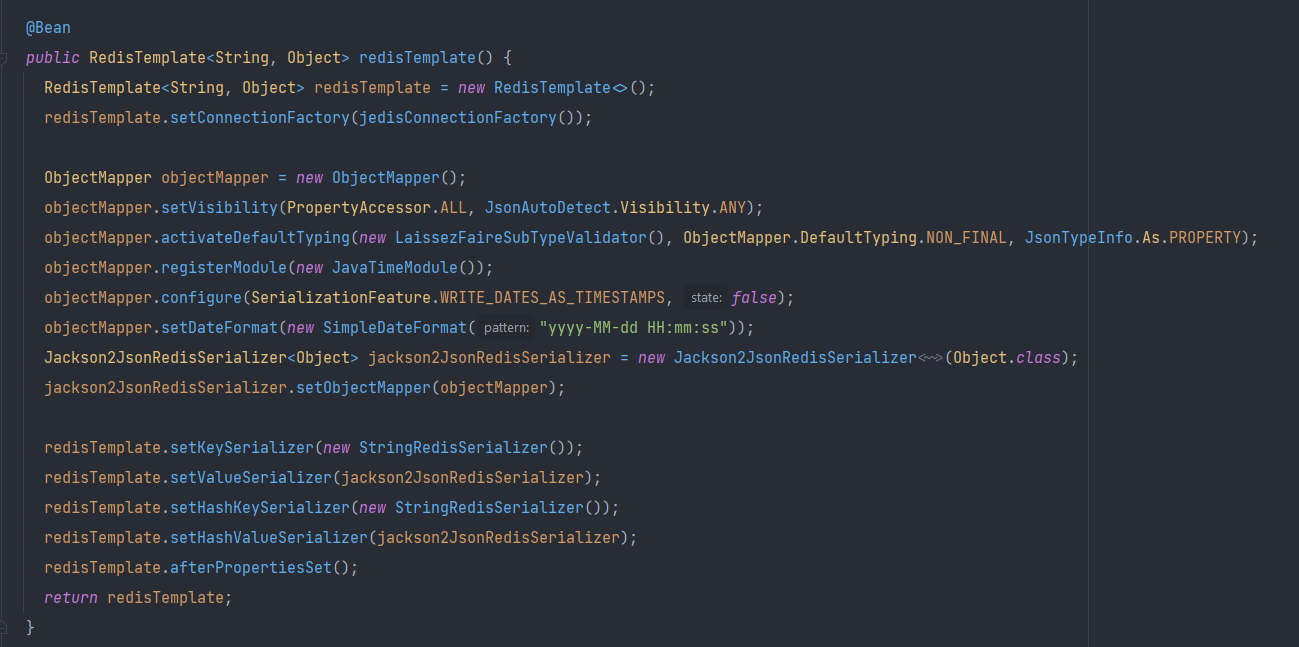 @Bean
public RedisTemplate<String, Object> redisTemplate() {
RedisTemplate<String, Object> redisTemplate = new RedisTemplate<>();
redisTemplate.setConnectionFactory(jedisConnectionFactory());
ObjectMapper objectMapper = new ObjectMapper();
objectMapper.setVisibility(PropertyAccessor.ALL, JsonAutoDetect.Visibility.ANY);
objectMapper.activateDefaultTyping(new LaissezFaireSubTypeValidator(), ObjectMapper.DefaultTyping.NON_FINAL, JsonTypeInfo.As.PROPERTY);
objectMapper.registerModule(new JavaTimeModule());
objectMapper.configure(SerializationFeature.WRITE_DATES_AS_TIMESTAMPS, state: false);
objectMapper.setDateFormat(new SimpleDateFormat( pattern: "yyyy-MM-dd HH:mm:ss"));
Jackson2JsonRedisSerializer<Object> jackson2JsonRedisSerializer = new Jackson2JsonRedisSerializer<~>(Object.class);
jackson2JsonRedisSerializer.setObjectMapper(objectMapper);
redisTemplate.setKeySerializer(new StringRedisSerializer());
redisTemplate.setValueSerializer(jackson2JsonRedisSerializer);
redisTemplate.setHashKeySerializer(new StringRedisSerializer());
redisTemplate.setHashValueSerializer(jackson2JsonRedisSerializer);
redisTemplate.afterPropertiesSet();
return redisTemplate;
}